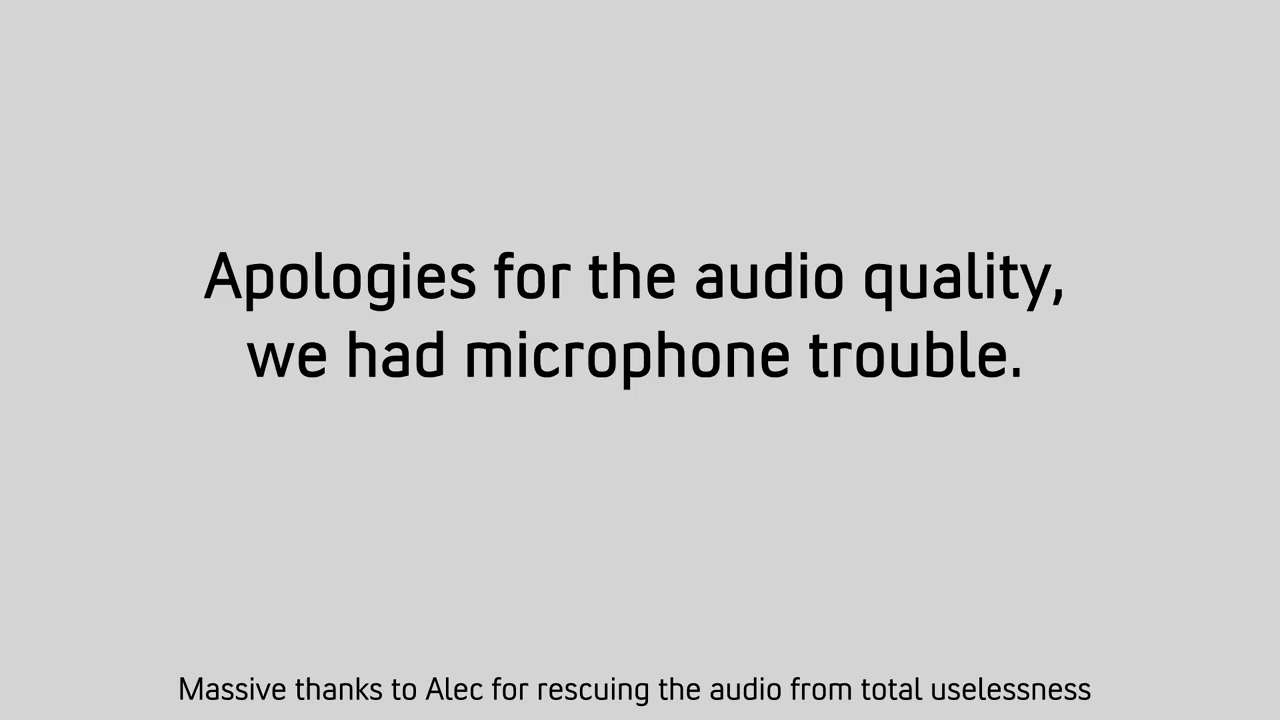 Apologies for the audio quality,
we had microphone trouble.
Massive thanks to Alec for rescuing the audio from total uselessness